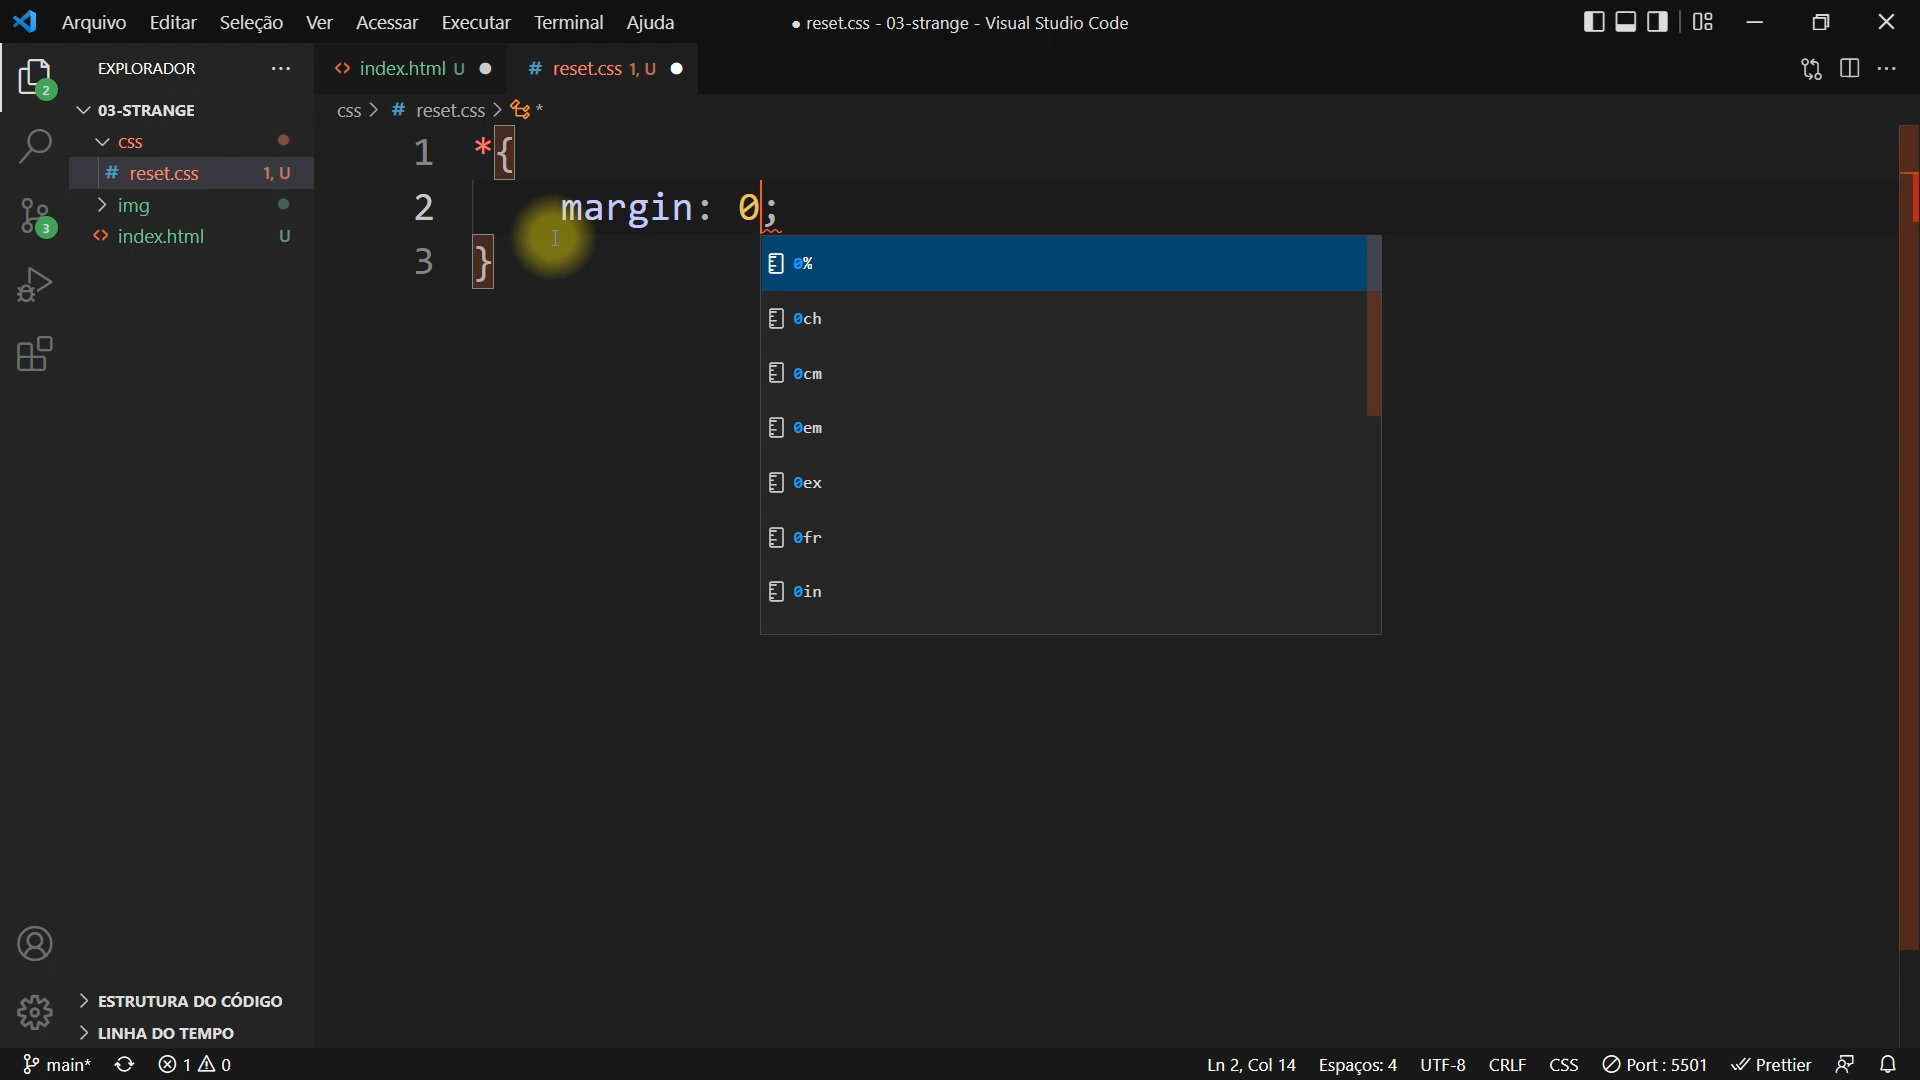 Arquivo Editar Seleção Ver Acessar Executar Terminal Ajuda ● reset.css - 03-strange - Visual Studio Code
EXPLORADOR ···
index.html U ●
# reset.css 1, U ●
2
03-STRANGE
css > # reset.css > *
css
# reset.css 1, U
img
index.html U
3
1 *{
2 margin: 0;
3 }
0%
0ch
0cm
0em
0ex
0fr
0in
ESTRUTURA DO CÓDIGO
LINHA DO TEMPO
main* 1 0 Ln 2, Col 14 Espaços: 4 UTF-8 CRLF CSS Port : 5501 Prettier